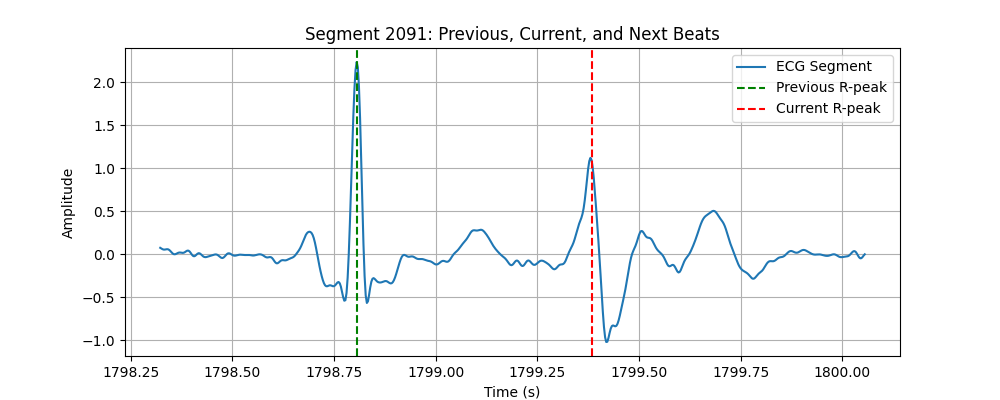 Segment 2091: Previous, Current, and Next Beats
ECG Segment
Previous R-peak
Current R-peak
Amplitude
2.0
1.5
1.0
0.5
0.0
−0.5
−1.0
1798.25 1798.50 1798.75 1799.00 1799.25 1799.50 1799.75 1800.00
Time (s)